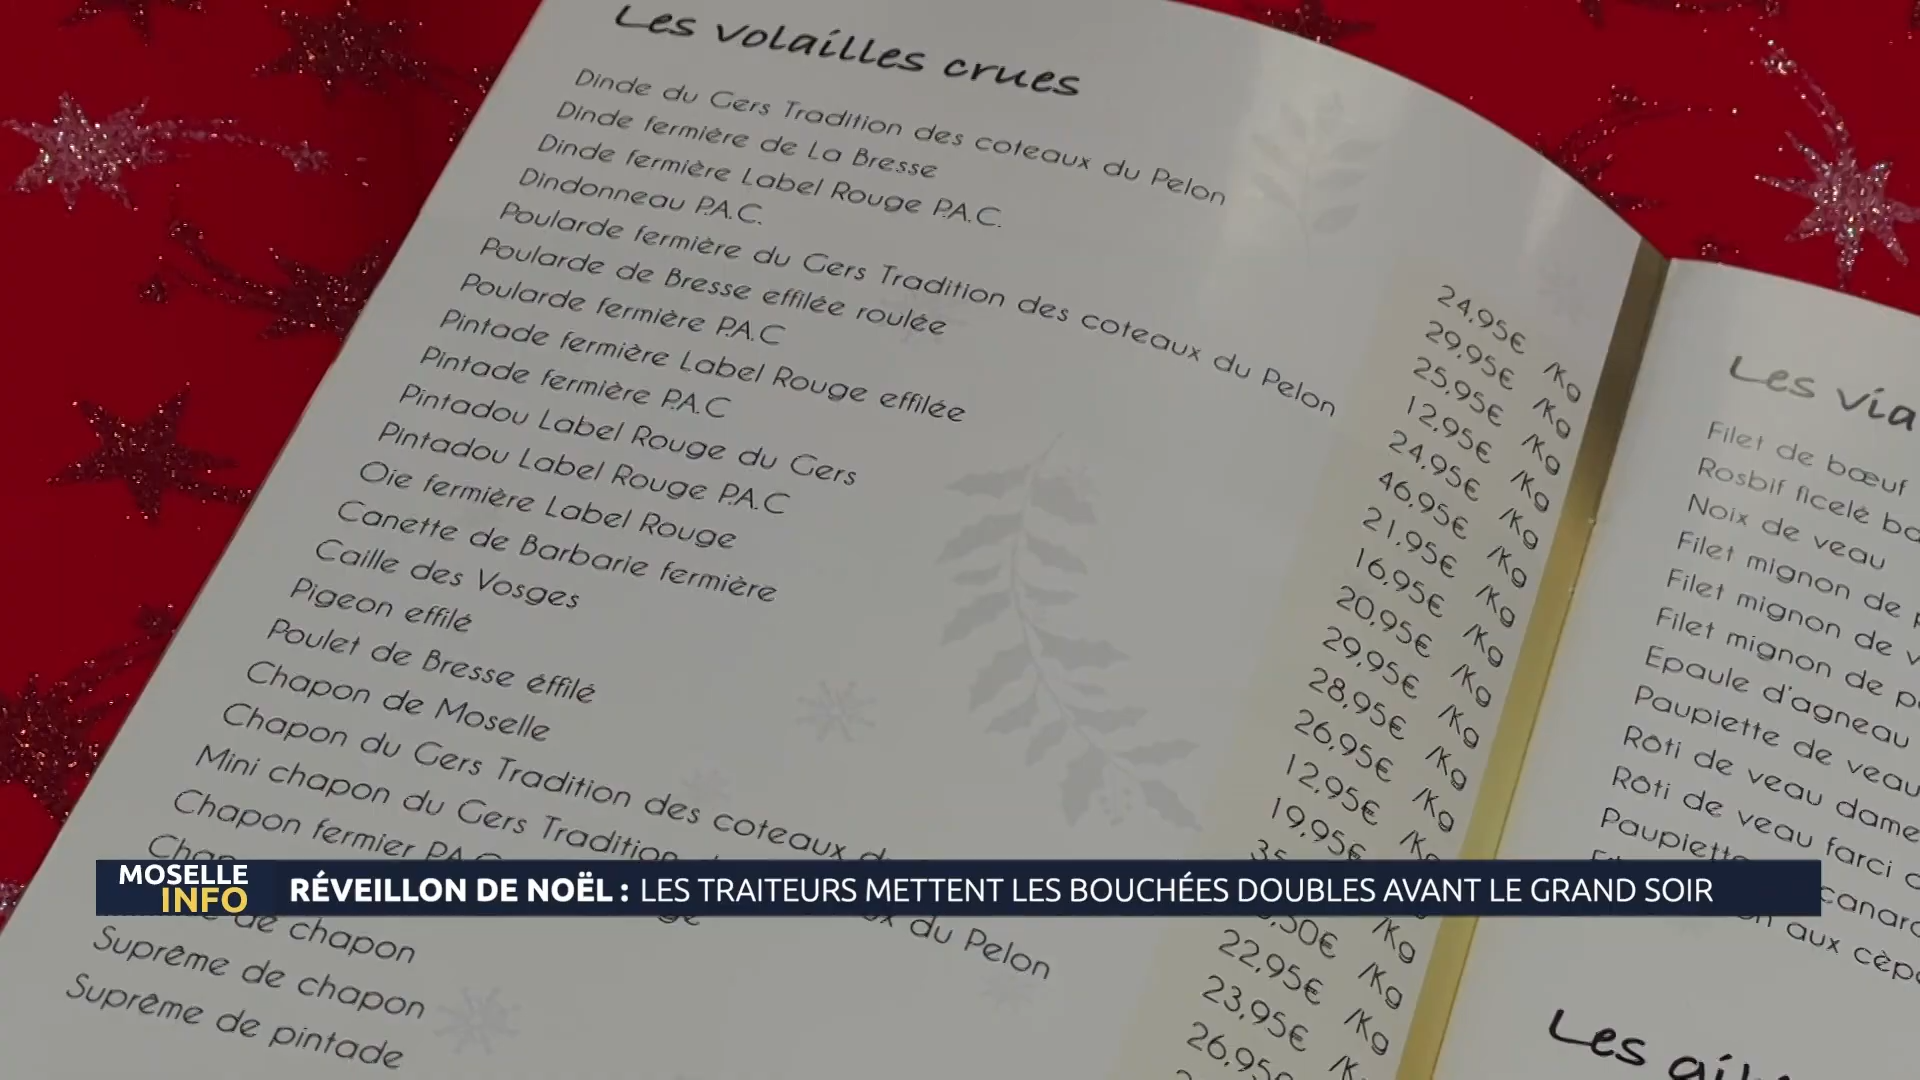 Les volailles crues
Dinde du Gers Tradition des coteaux du Pelon
Dinde fermière de La Bresse
Dinde fermière Label Rouge P.A.C.
Dindonneau P.A.C.
Poularde fermière du Gers Tradition des coteaux du Pelon
Poularde de Bresse effilée roulée
Poularde fermière P.A.C
Pintade fermière Label Rouge effilée
Pintade fermière P.A.C
Pintadou Label Rouge du Gers
Pintadou Label Rouge P.A.C
Oie fermière Label Rouge
Canette de Barbarie fermière
Caille des Vosges
Pigeon effilé
Poulet de Bresse éffilé
Chapon de Moselle
Chapon du Gers Tradition des coteaux
Mini chapon du Gers Tradition
Chapon fermier P.A.C
de chapon
Suprême de chapon
Suprême de pintade
du Pelon
24,95€ /Kg
29,95€ /Kg
25,95€ /Kg
12,95€ /Kg
24,95€ /Kg
46,95€ /Kg
21,95€ /Kg
16,95€ /Kg
20,95€ /Kg
29,95€ /Kg
28,95€ /Kg
26,95€ /Kg
12,95€ /Kg
19,95€ /Kg
/Kg
22,95€ /Kg
23,95€
26,95€
Les
Filet de bœuf
Rosbif ficelé
Noix de veau
Filet mignon de
Filet mignon de
Filet mignon de
Epaule d'agneau
Paupiette de veau
Rôti de veau
Rôti de veau farci
aux
Les
MOSELLE
INFO
RÉVEILLON DE NOËL : LES TRAITEURS METTENT LES BOUCHÉES DOUBLES AVANT LE GRAND SOIR